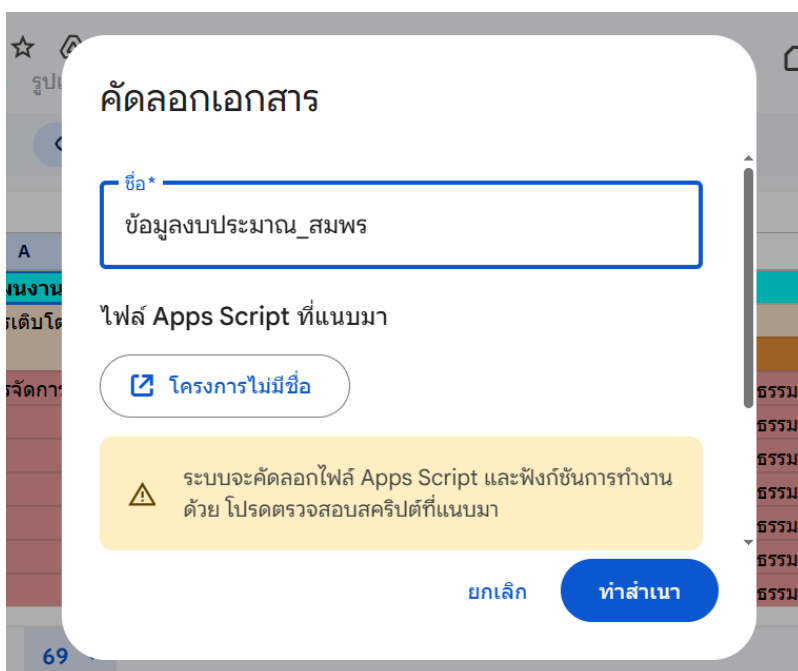 คัดลอกเอกสาร
ชื่อ*
ข้อมูลงบประมาณ_สมพร
A
ไฟล์ Apps Script ที่แนบมา
โครงการไม่มีชื่อ
ระบบจะคัดลอกไฟล์ Apps Script และฟังก์ชันการทำงาน
ด้วย โปรดตรวจสอบสคริปต์ที่แนบมา
ยกเลิก
ทำสำเนา
69